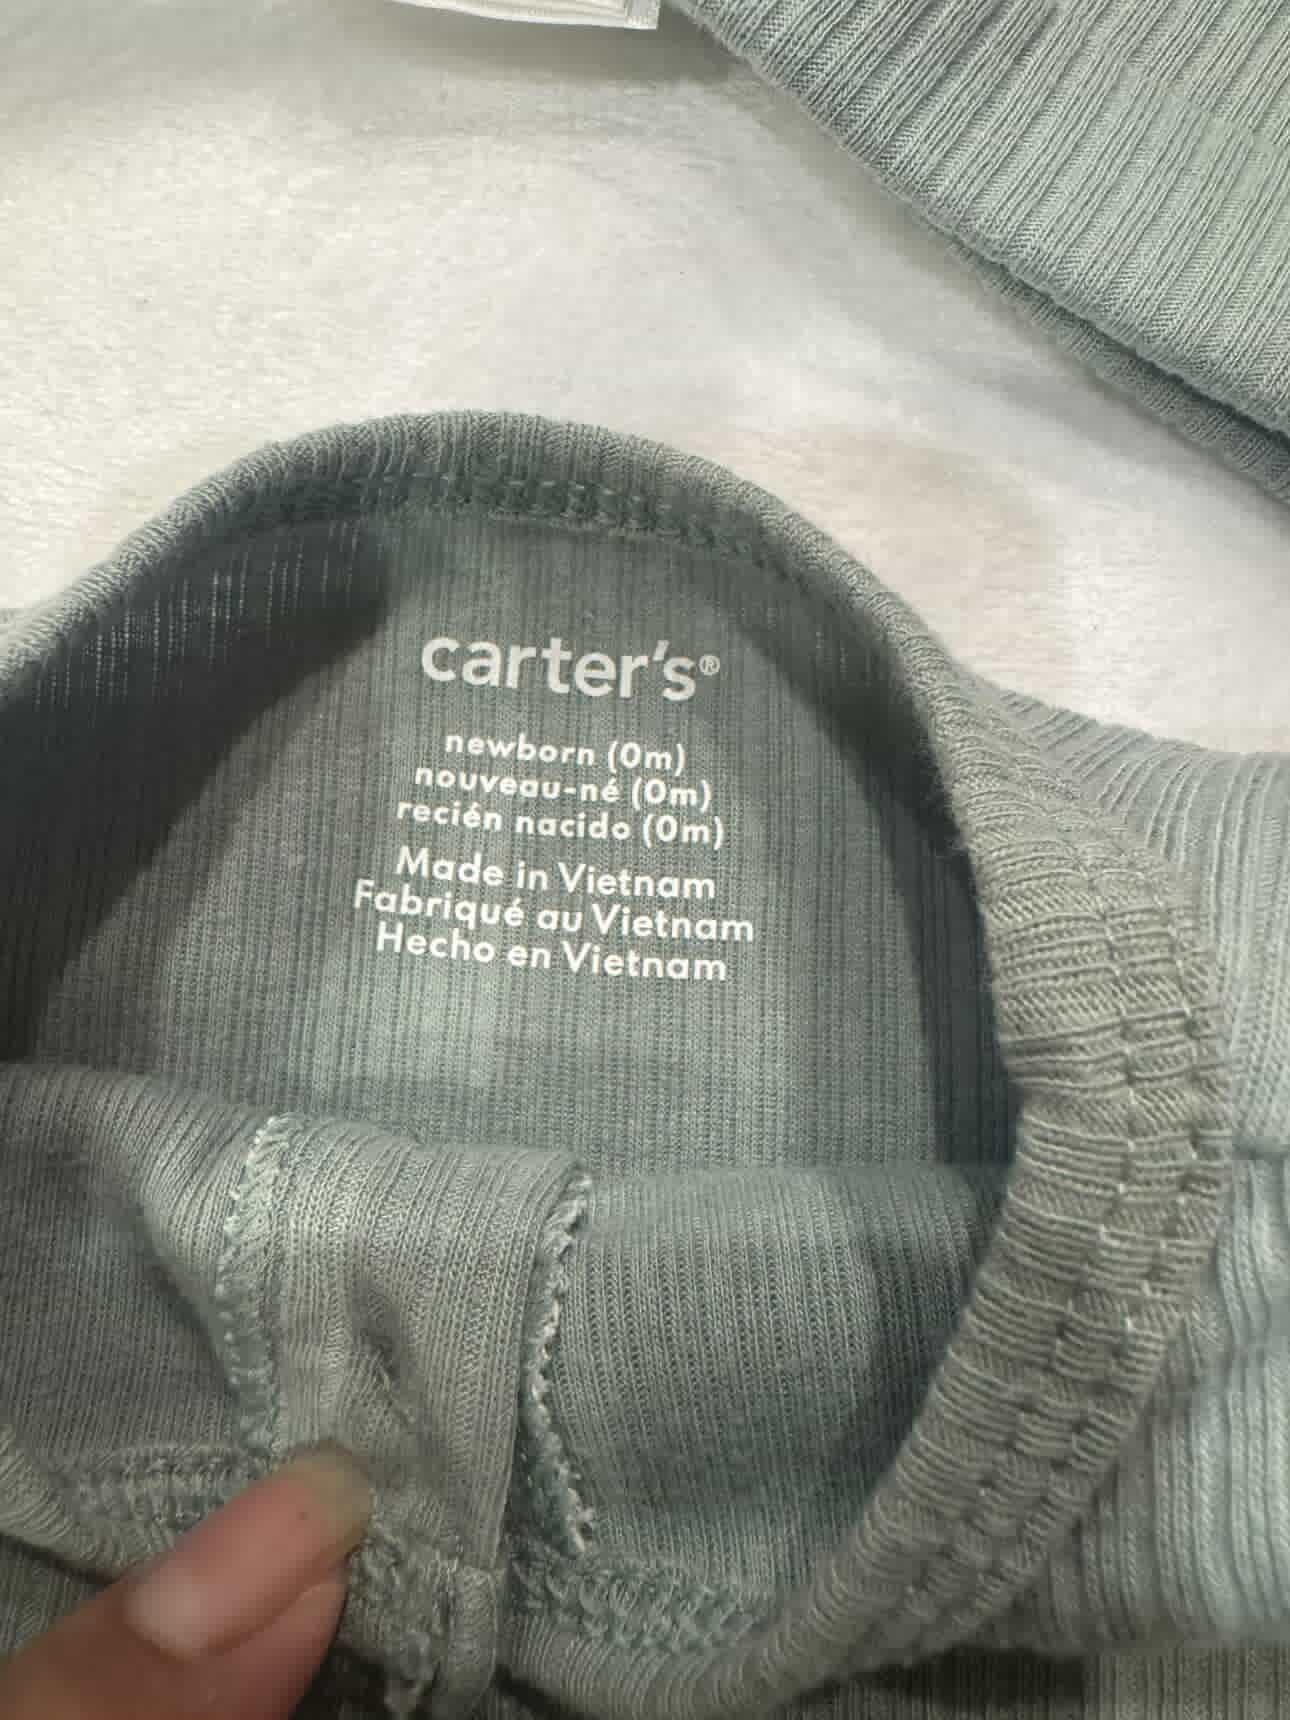 carter's®
newborn (0m)
nouveau-né (0m)
recién nacido (0m)
Made in Vietnam
Fabriqué au Vietnam
Hecho en Vietnam